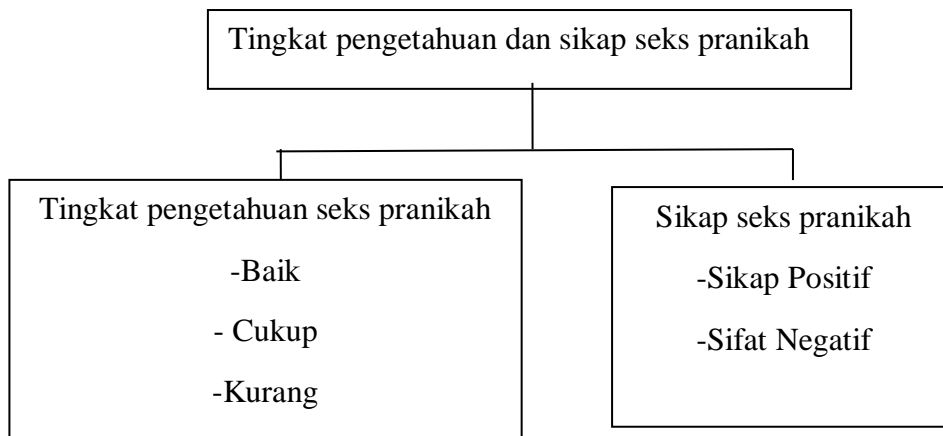 Tingkat pengetahuan dan sikap seks pranikah
Tingkat pengetahuan seks pranikah
-Baik
- Cukup
-Kurang
Sikap seks pranikah
-Sikap Positif
-Sifat Negatif